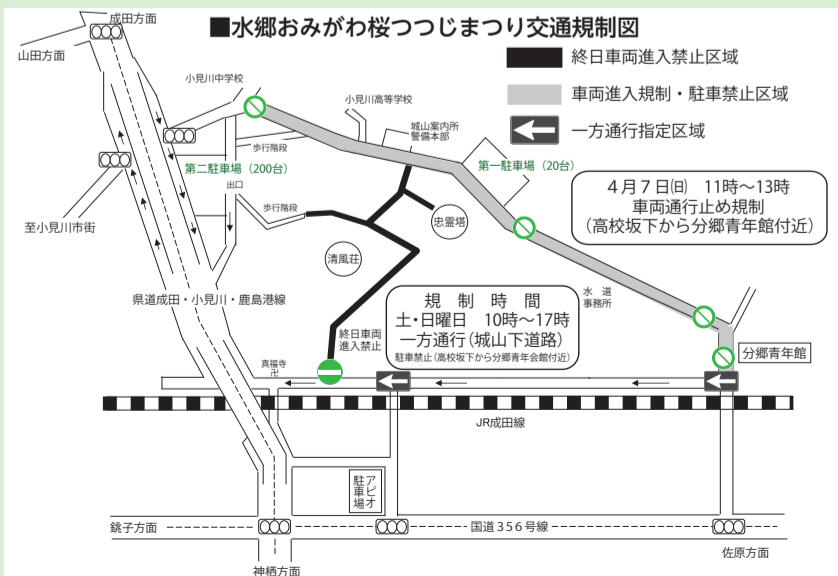 ■水郷おみがわ桜つつじまつり交通規制図
成田方面
山田方面
終日車両進入禁止区域
車両進入規制・駐車禁止区域
一方通行指定区域
小見川中学校
小見川高等学校
城山案内所
警備本部
歩行階段
第二駐車場（200台）
第一駐車場（20台）
出口
歩行階段
4月7日㈰　11時～13時
車両通行止め規制
（高校坂下から分郷青年館付近）
忠霊塔
至小見川市街
清風荘
県道成田・小見川・鹿島港線
水　道
事務所
規　制　時　間
土・日曜日　10時～17時
一方通行（城山下道路）
駐車禁止（高校坂下から分郷青年会館付近）
終日車両
進入禁止
分郷青年館
真福寺
卍
JR成田線
アピオ
駐車場
銚子方面
国道356号線
佐原方面
神栖方面